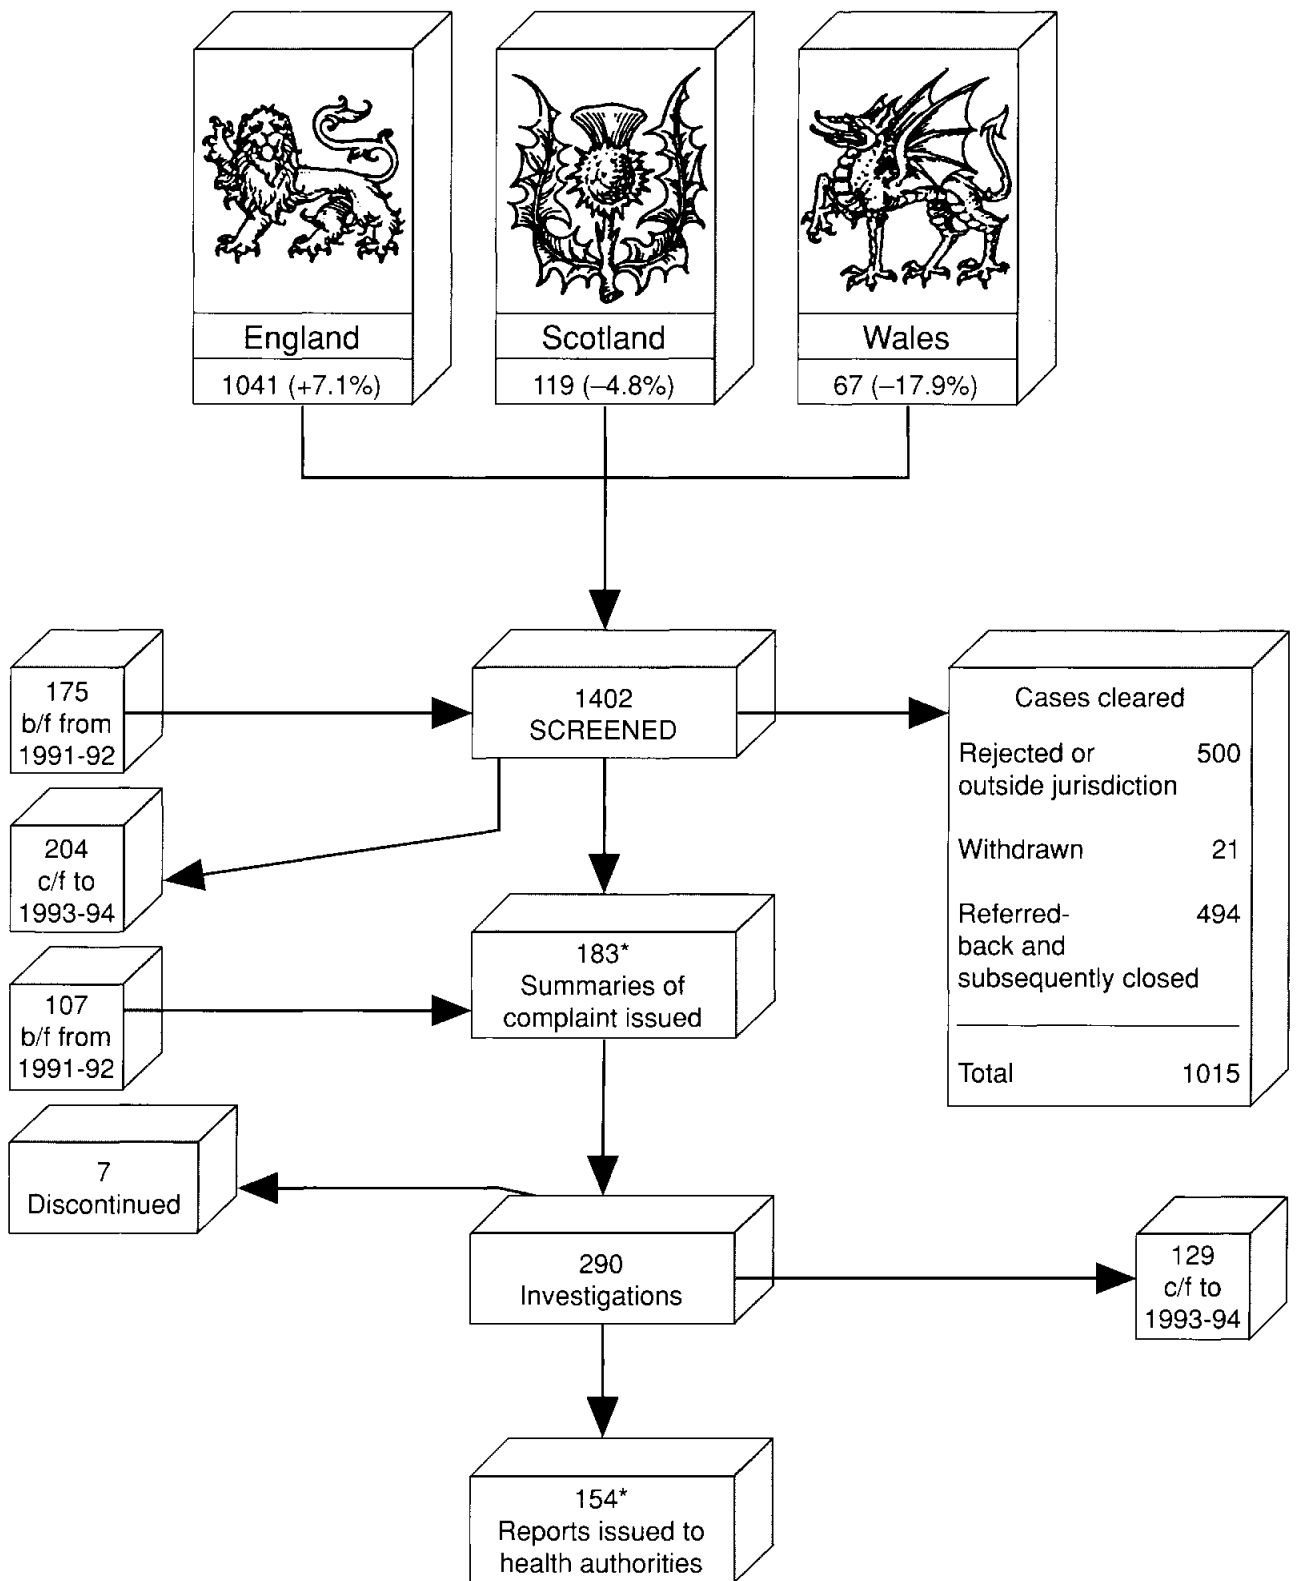 England
1041 (+7.1%)
Scotland
119 (–4.8%)
Wales
67 (–17.9%)
175
b/f from
1991-92
1402
SCREENED
Cases cleared
Rejected or 500
outside jurisdiction
Withdrawn 21
Referred- 494
back and
subsequently closed
Total 1015
204
c/f to
1993-94
183*
Summaries of
complaint issued
107
b/f from
1991-92
7
Discontinued
290
Investigations
129
c/f to
1993-94
154*
Reports issued to
health authorities